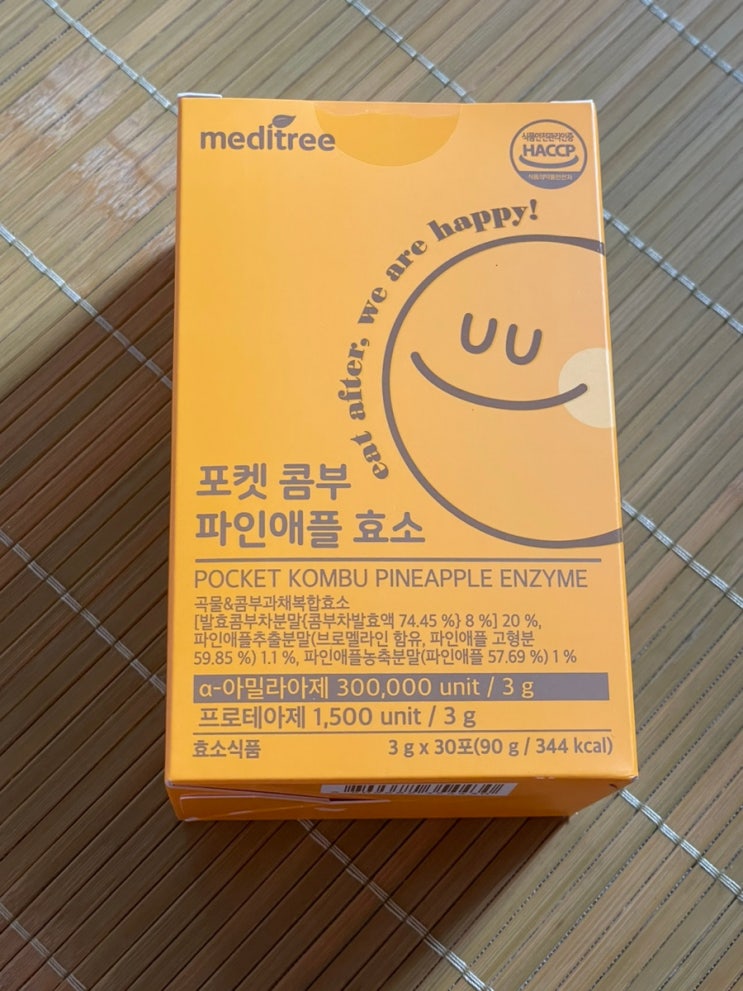 meditree
식품안전관리인증
HACCP
식품의약품안전처
eat after, we are happy!
포켓 콤부
파인애플 효소
POCKET KOMBU PINEAPPLE ENZYME
곡물&콤부과채복합효소
[발효콤부차분말{콤부차발효액 74.45 %} 8 %] 20 %,
파인애플추출분말(브로멜라인 함유, 파인애플 고형분
59.85 %) 1.1 %, 파인애플농축분말(파인애플 57.69 %) 1 %
α-아밀라아제 300,000 unit / 3 g
프로테아제 1,500 unit / 3 g
효소식품 3 g x 30포(90 g / 344 kcal)